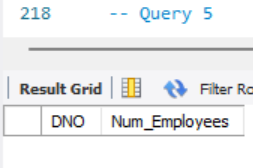 218 -- Query 5
Result Grid Filter Ro
DNO Num_Employees